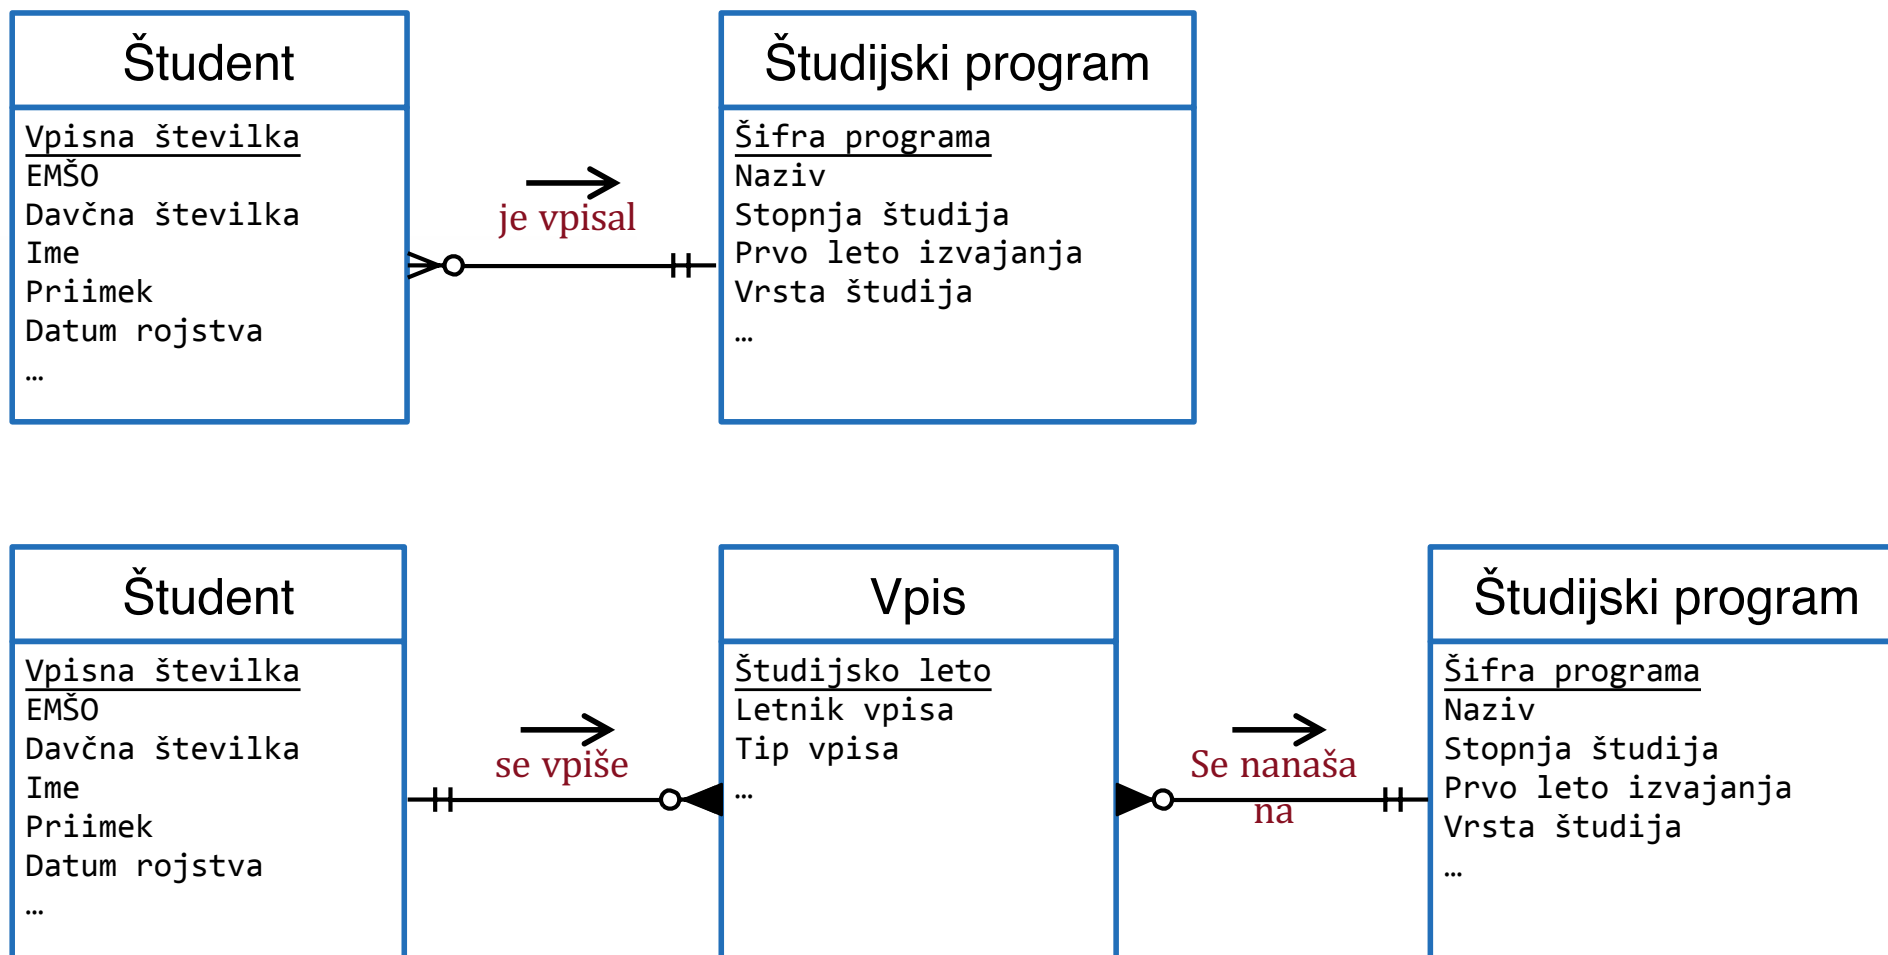 Študent
Vpisna številka
EMŠO
Davčna številka
Ime
Priimek
Datum rojstva
…
je vpisal
Študijski program
Šifra programa
Naziv
Stopnja študija
Prvo leto izvajanja
Vrsta študija
…
Študent
Vpisna številka
EMŠO
Davčna številka
Ime
Priimek
Datum rojstva
…
se vpiše
Vpis
Študijsko leto
Letnik vpisa
Tip vpisa
…
Se nanaša
na
Študijski program
Šifra programa
Naziv
Stopnja študija
Prvo leto izvajanja
Vrsta študija
…